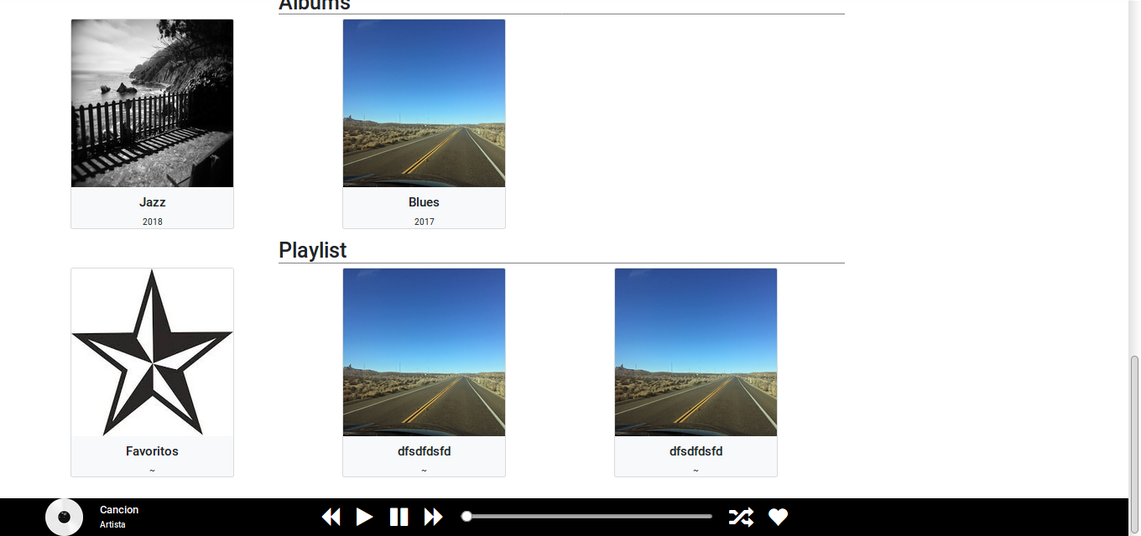 Albums
Jazz
2018
Blues
2017
Playlist
Favoritos
~
dfsdfdsfd
~
dfsdfdsfd
~
Cancion
Artista